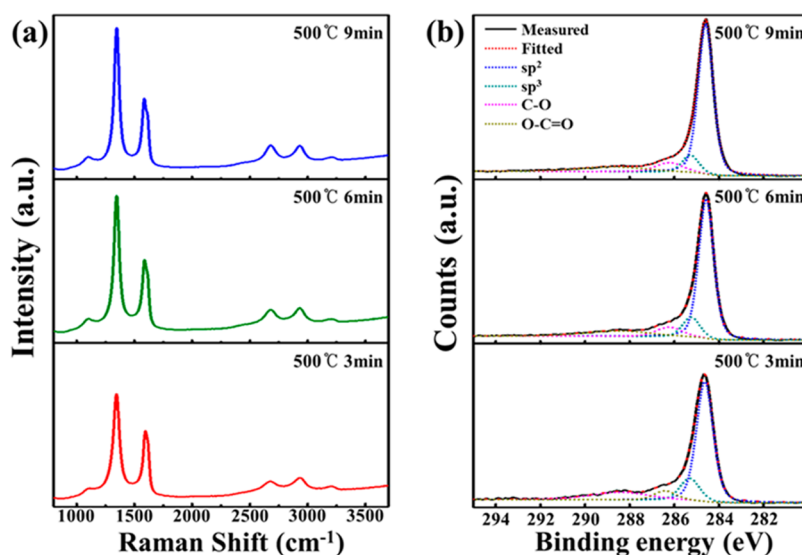 (a)
500℃ 9min
500℃ 6min
500℃ 3min
Intensity (a.u.)
1000 1500 2000 2500 3000 3500
Raman Shift (cm-1)
(b)
Measured
Fitted
sp²
sp³
C-O
O-C=O
500℃ 9min
500℃ 6min
500℃ 3min
Counts (a.u.)
294 292 290 288 286 284 282
Binding energy (eV)